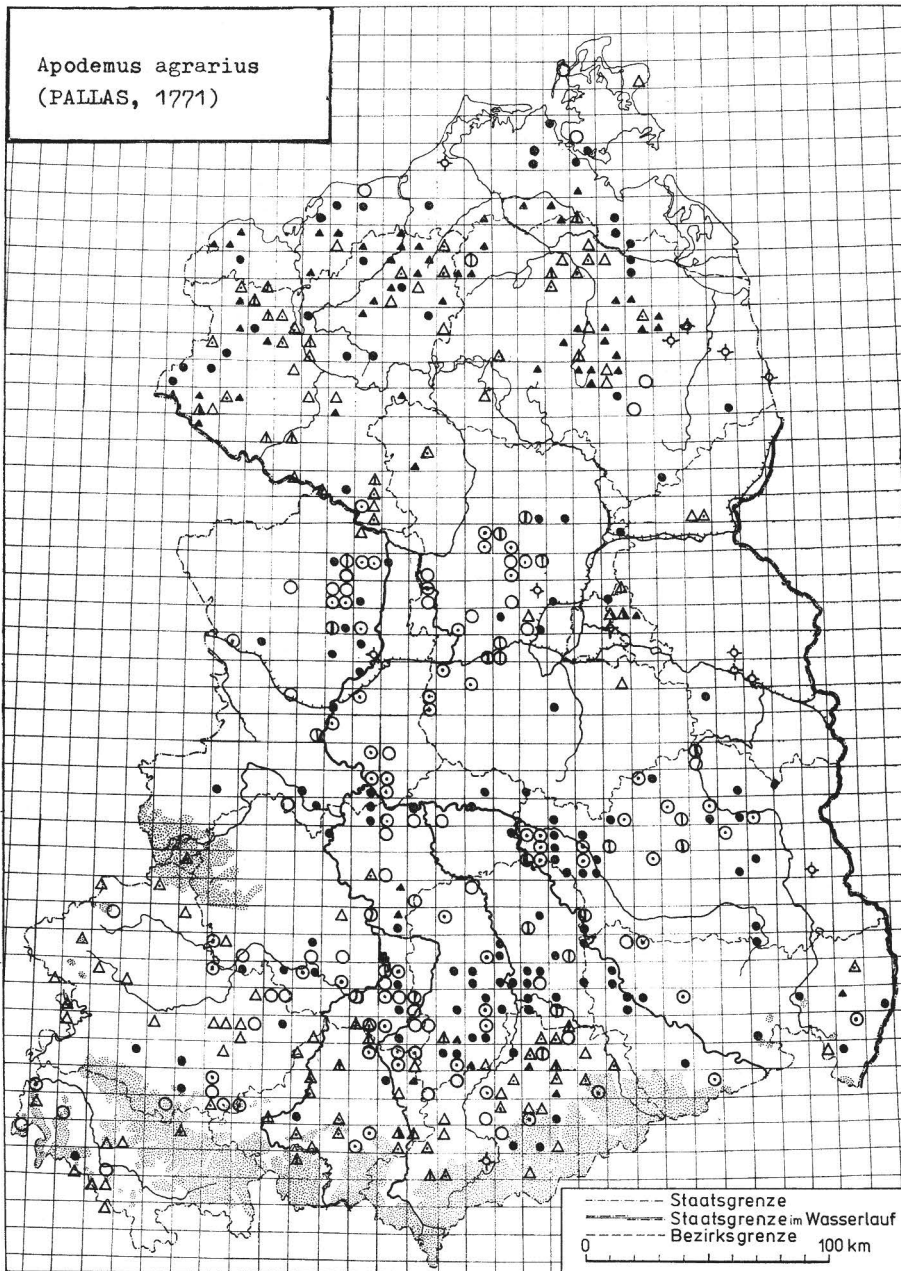 Apodemus agrarius
(PALLAS, 1771)
Staatsgrenze
Staatsgrenze im Wasserlauf
Bezirksgrenze
0 100 km